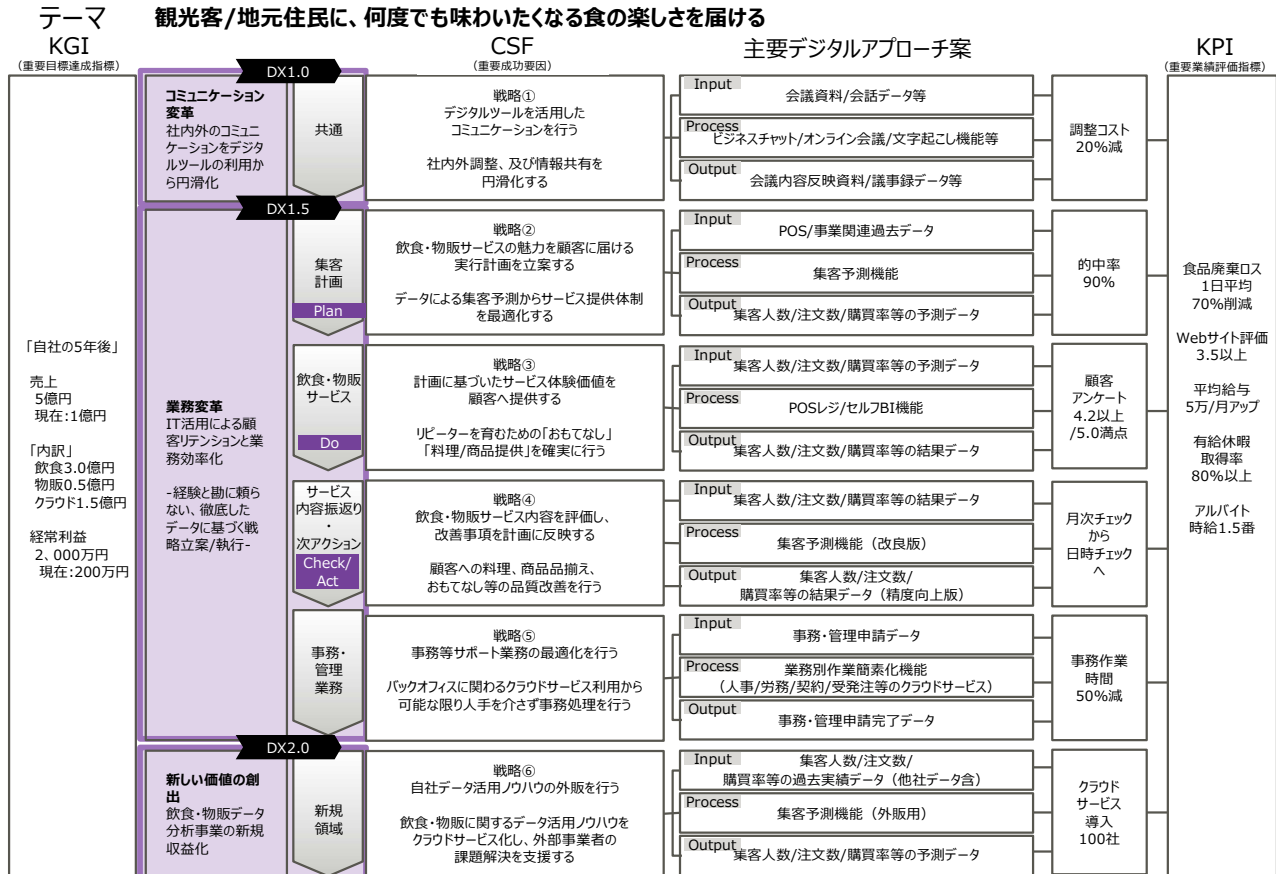 テーマ
観光客/地元住民に、何度でも味わいたくなる食の楽しさを届ける
KGI
(重要目標達成指標)
CSF
(重要成功要因)
主要デジタルアプローチ案
KPI
(重要業績評価指標)
「自社の5年後」
売上
5億円
現在:1億円
「内訳」
飲食3.0億円
物販0.5億円
クラウド1.5億円
経常利益
2、000万円
現在:200万円
DX1.0
コミュニケーション
変革
社内外のコミュニ
ケーションをデジタ
ルツールの利用か
ら円滑化
共通
戦略①
デジタルツールを活用した
コミュニケーションを行う
社内外調整、及び情報共有を
円滑化する
Input
会議資料/会話データ等
Process
ビジネスチャット/オンライン会議/文字起こし機能等
Output
会議内容反映資料/議事録データ等
調整コスト
20%減
DX1.5
業務変革
IT活用による顧
客リテンションと業
務効率化
-経験と勘に頼ら
ない、徹底した
データに基づく戦
略立案/執行-
集客
計画
Plan
戦略②
飲食・物販サービスの魅力を顧客に届ける
実行計画を立案する
データによる集客予測からサービス提供体制
を最適化する
Input
POS/事業関連過去データ
Process
集客予測機能
Output
集客人数/注文数/購買率等の予測データ
的中率
90%
飲食・物販
サービス
Do
戦略③
計画に基づいたサービス体験価値を
顧客へ提供する
リピーターを育むための「おもてなし」
「料理/商品提供」を確実に行う
Input
集客人数/注文数/購買率等の予測データ
Process
POSレジ/セルフBI機能
Output
集客人数/注文数/購買率等の結果データ
顧客
アンケート
4.2以上
/5.0満点
サービス
内容振返り
・
次アクション
Check/
Act
戦略④
飲食・物販サービス内容を評価し、
改善事項を計画に反映する
顧客への料理、商品品揃え、
おもてなし等の品質改善を行う
Input
集客人数/注文数/購買率等の結果データ
Process
集客予測機能（改良版）
Output
集客人数/注文数/
購買率等の結果データ（精度向上版）
月次チェック
から
日時チェック
へ
事務・
管理
業務
戦略⑤
事務等サポート業務の最適化を行う
バックオフィスに関わるクラウドサービス利用から
可能な限り人手を介さず事務処理を行う
Input
事務・管理申請データ
Process
業務別作業簡素化機能
（人事/労務/契約/受発注等のクラウドサービス）
Output
事務・管理申請完了データ
事務作業
時間
50%減
DX2.0
新しい価値の創
出
飲食・物販データ
分析事業の新規
収益化
新規
領域
戦略⑥
自社データ活用ノウハウの外販を行う
飲食・物販に関するデータ活用ノウハウを
クラウドサービス化し、外部事業者の
課題解決を支援する
Input
集客人数/注文数/
購買率等の過去実績データ（他社データ含）
Process
集客予測機能（外販用）
Output
集客人数/注文数/購買率等の予測データ
クラウド
サービス
導入
100社
食品廃棄ロス
1日平均
70%削減
Webサイト評価
3.5以上
平均給与
5万/月アップ
有給休暇
取得率
80%以上
アルバイト
時給1.5番